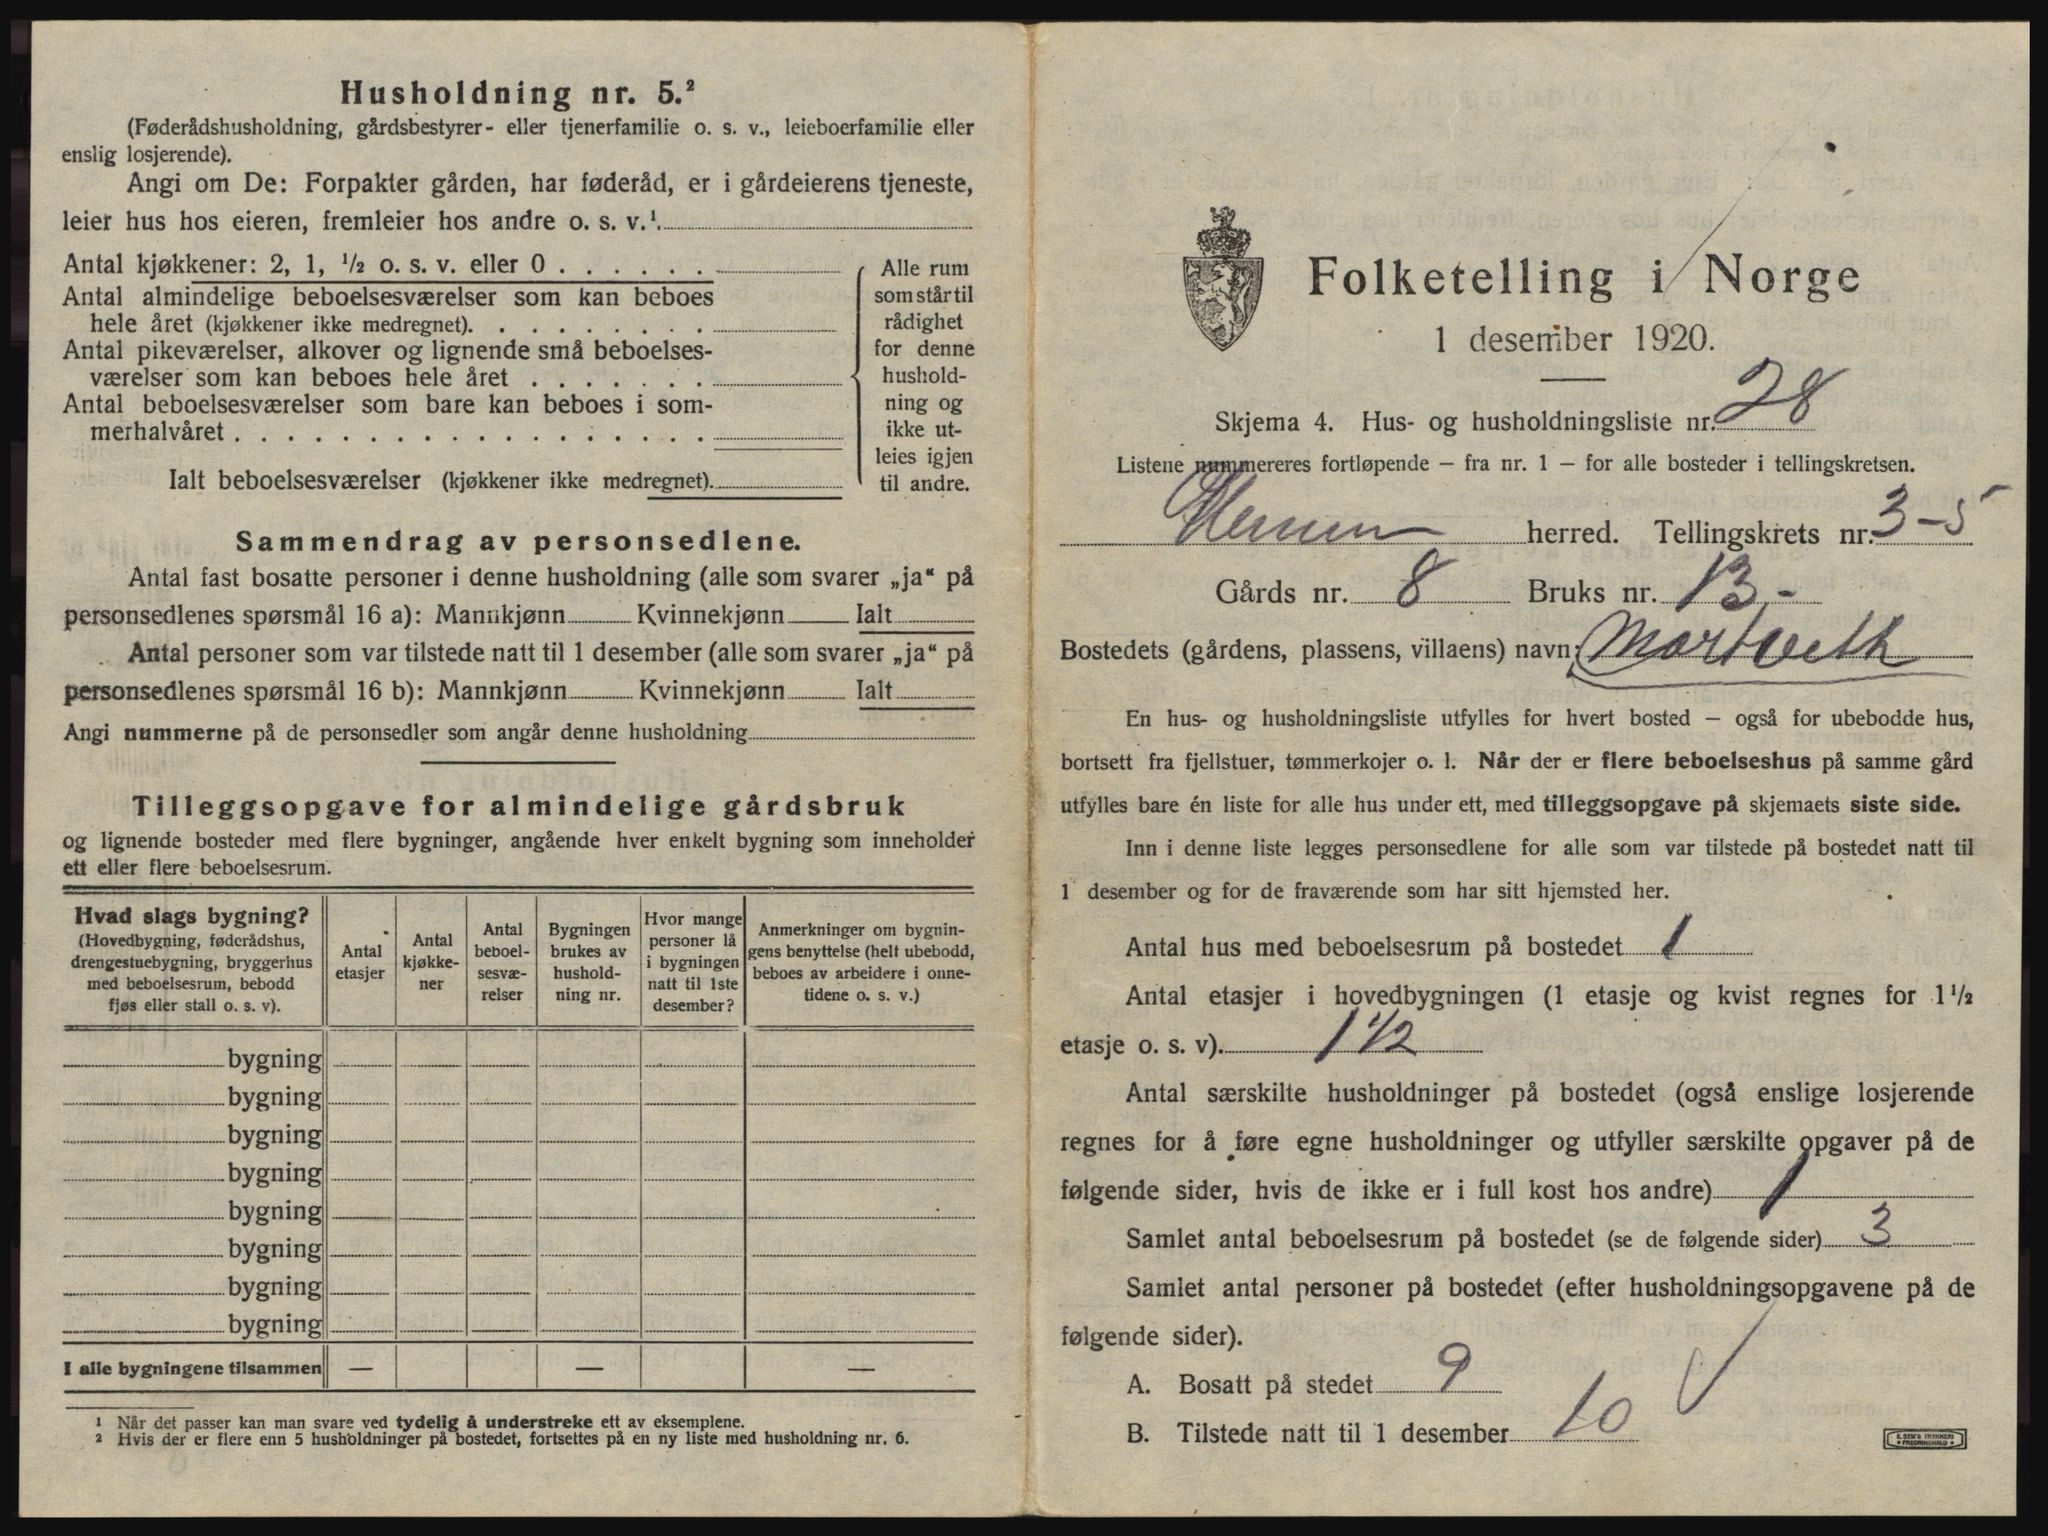 Husholdning nr. 5.²
(Føderådshusholdning, gårdsbestyrer- eller tjenerfamilie o. s. v., leieboerfamilie eller
enslig losjerende).
Angi om De: Forpakter gården, har føderåd, er i gårdeierens tjeneste,
leier hus hos eieren, fremleier hos andre o. s. v.¹.
Antal kjøkkener: 2, 1, ½ o. s. v. eller 0 . . . . . .
Antal almindelige beboelsesværelser som kan beboes
hele året (kjøkkener ikke medregnet). . . . . . . . .
Antal pikeværelser, alkover og lignende små beboelses-
værelser som kan beboes hele året . . . . . . .
Antal beboelsesværelser som bare kan beboes i som-
merhalvåret . . . . . . . . . . . . . . . . . .
Ialt beboelsesværelser (kjøkkener ikke medregnet).
Alle rum
som står til
rådighet
for denne
hushold-
ning og
ikke ut-
leies igjen
til andre.
Sammendrag av personsedlene.
Antal fast bosatte personer i denne husholdning (alle som svarer „ja“ på
personsedlenes spørsmål 16 a): Mannkjønn Kvinnekjønn Ialt
Antal personer som var tilstede natt til 1 desember (alle som svarer „ja“ på
personsedlenes spørsmål 16 b): Mannkjønn Kvinnekjønn Ialt
Angi nummerne på de personsedler som angår denne husholdning
Tilleggsopgave for almindelige gårdsbruk
og lignende bosteder med flere bygninger, angående hver enkelt bygning som inneholder
ett eller flere beboelsesrum.
Hvad slags bygning?
(Hovedbygning, føderådshus,
drengestuebygning, bryggerhus
med beboelsesrum, bebodd
fjøs eller stall o. s. v).
Antal
etasjer
Antal
kjøkke-
ner
Antal
beboel-
sesvæ-
relser
Bygningen
brukes av
hushold-
ning nr.
Hvor mange
personer lå
i bygningen
natt til 1ste
desember?
Anmerkninger om bygnin-
gens benyttelse (helt ubebodd,
beboes av arbeidere i onne-
tidene o. s. v.)
bygning
bygning
bygning
bygning
bygning
bygning
bygning
bygning
I alle bygningene tilsammen — — —
¹ Når det passer kan man svare ved tydelig å understreke ett av eksemplene.
² Hvis der er flere enn 5 husholdninger på bostedet, fortsettes på en ny liste med husholdning nr. 6.
Folketelling i Norge
1 desember 1920.
Skjema 4. Hus- og husholdningsliste nr. 28
Listene nummereres fortløpende – fra nr. 1 – for alle bosteder i tellingskretsen.
herred. Tellingskrets nr. 3-5
Gårds nr. 8 Bruks nr. 13-
Bostedets (gårdens, plassens, villaens) navn: Mortveth
En hus- og husholdningsliste utfylles for hvert bosted – også for ubebodde hus,
bortsett fra fjellstuer, tømmerkojer o. l. Når der er flere beboelseshus på samme gård
utfylles bare én liste for alle hus under ett, med tilleggsopgave på skjemaets siste side.
Inn i denne liste legges personsedlene for alle som var tilstede på bostedet natt til
1 desember og for de fraværende som har sitt hjemsted her.
Antal hus med beboelsesrum på bostedet 1
Antal etasjer i hovedbygningen (1 etasje og kvist regnes for 1½
etasje o. s. v). 1 1/2
Antal særskilte husholdninger på bostedet (også enslige losjerende
regnes for å føre egne husholdninger og utfyller særskilte opgaver på de
følgende sider, hvis de ikke er i full kost hos andre) 1
Samlet antal beboelsesrum på bostedet (se de følgende sider) 3
Samlet antal personer på bostedet (efter husholdningsopgavene på de
følgende sider).
A. Bosatt på stedet 9
B. Tilstede natt til 1 desember 10
E. SEM'S TRYKKERI
FREDRIKSHALD